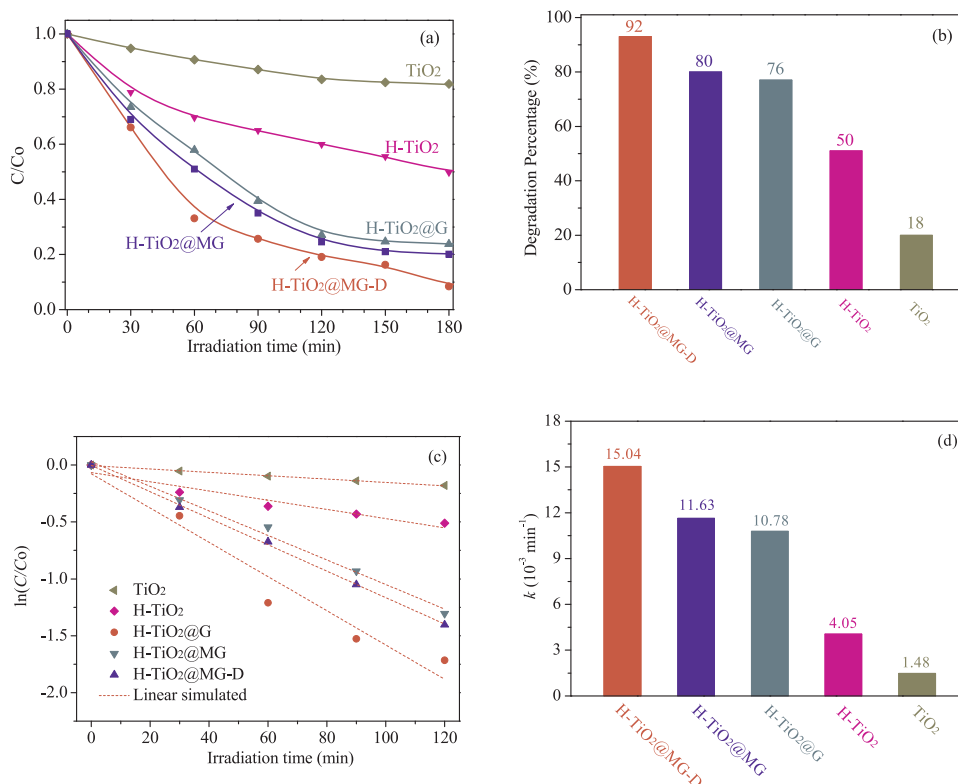 (a)
1.0
0.8
0.6
0.4
0.2
0.0
C/Co
TiO₂
H-TiO₂
H-TiO₂@G
H-TiO₂@MG
H-TiO₂@MG-D
0 30 60 90 120 150 180
Irradiation time (min)
(b)
100
80
60
40
20
0
Degradation Percentage (%)
92
80
76
50
18
H-TiO₂@MG-D
H-TiO₂@MG
H-TiO₂@G
H-TiO₂
TiO₂
(c)
0.0
-0.5
-1.0
-1.5
-2.0
ln(C/Co)
TiO₂
H-TiO₂
H-TiO₂@G
H-TiO₂@MG
H-TiO₂@MG-D
Linear simulated
0 20 40 60 80 100 120
Irradiation time (min)
(d)
18
15
12
9
6
3
0
k (10⁻³ min⁻¹)
15.04
11.63
10.78
4.05
1.48
H-TiO₂@MG-D
H-TiO₂@MG
H-TiO₂@G
H-TiO₂
TiO₂